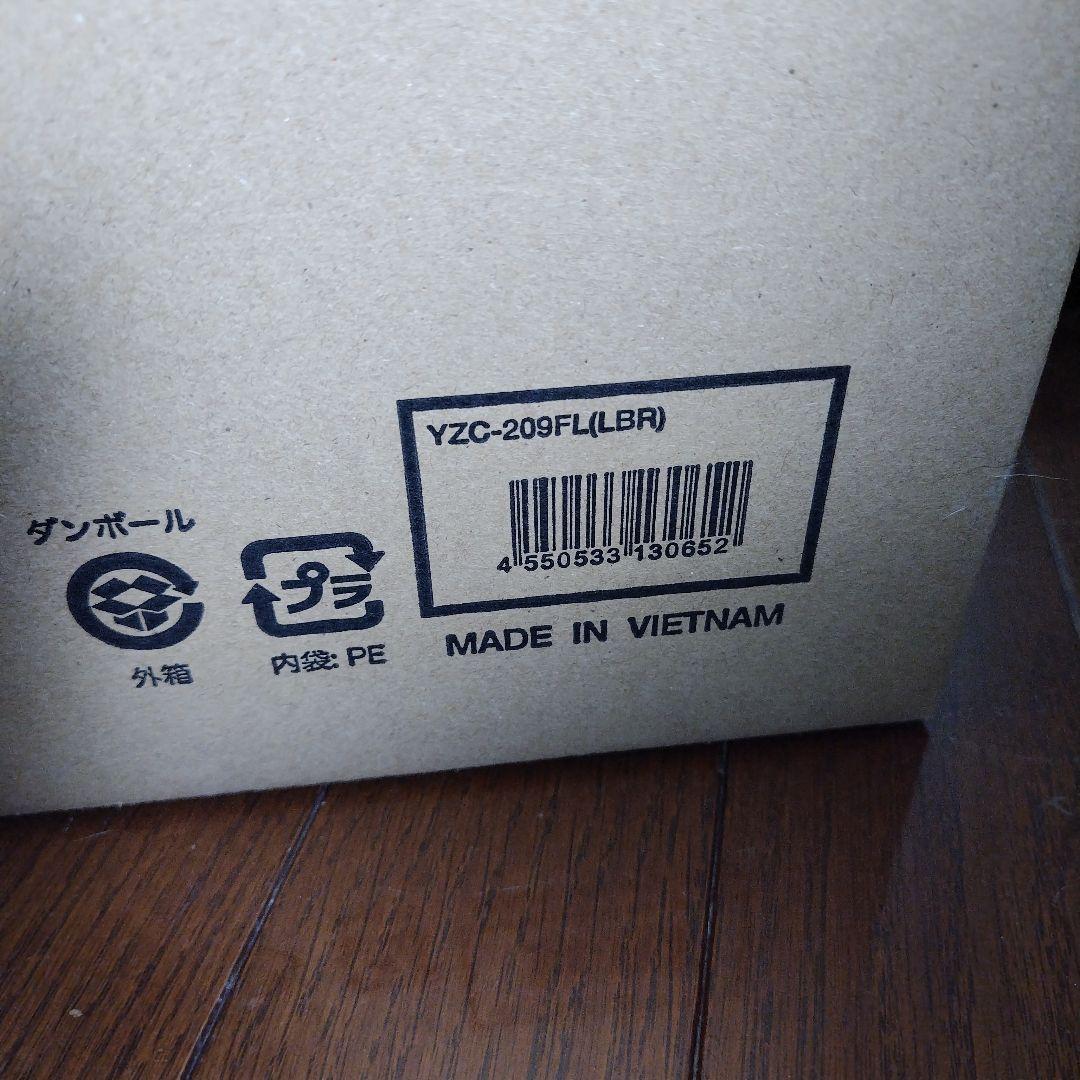 YZC-209FL(LBR)
4 550533 130652
MADE IN VIETNAM
ダンボール
外箱
プラ
内袋: PE